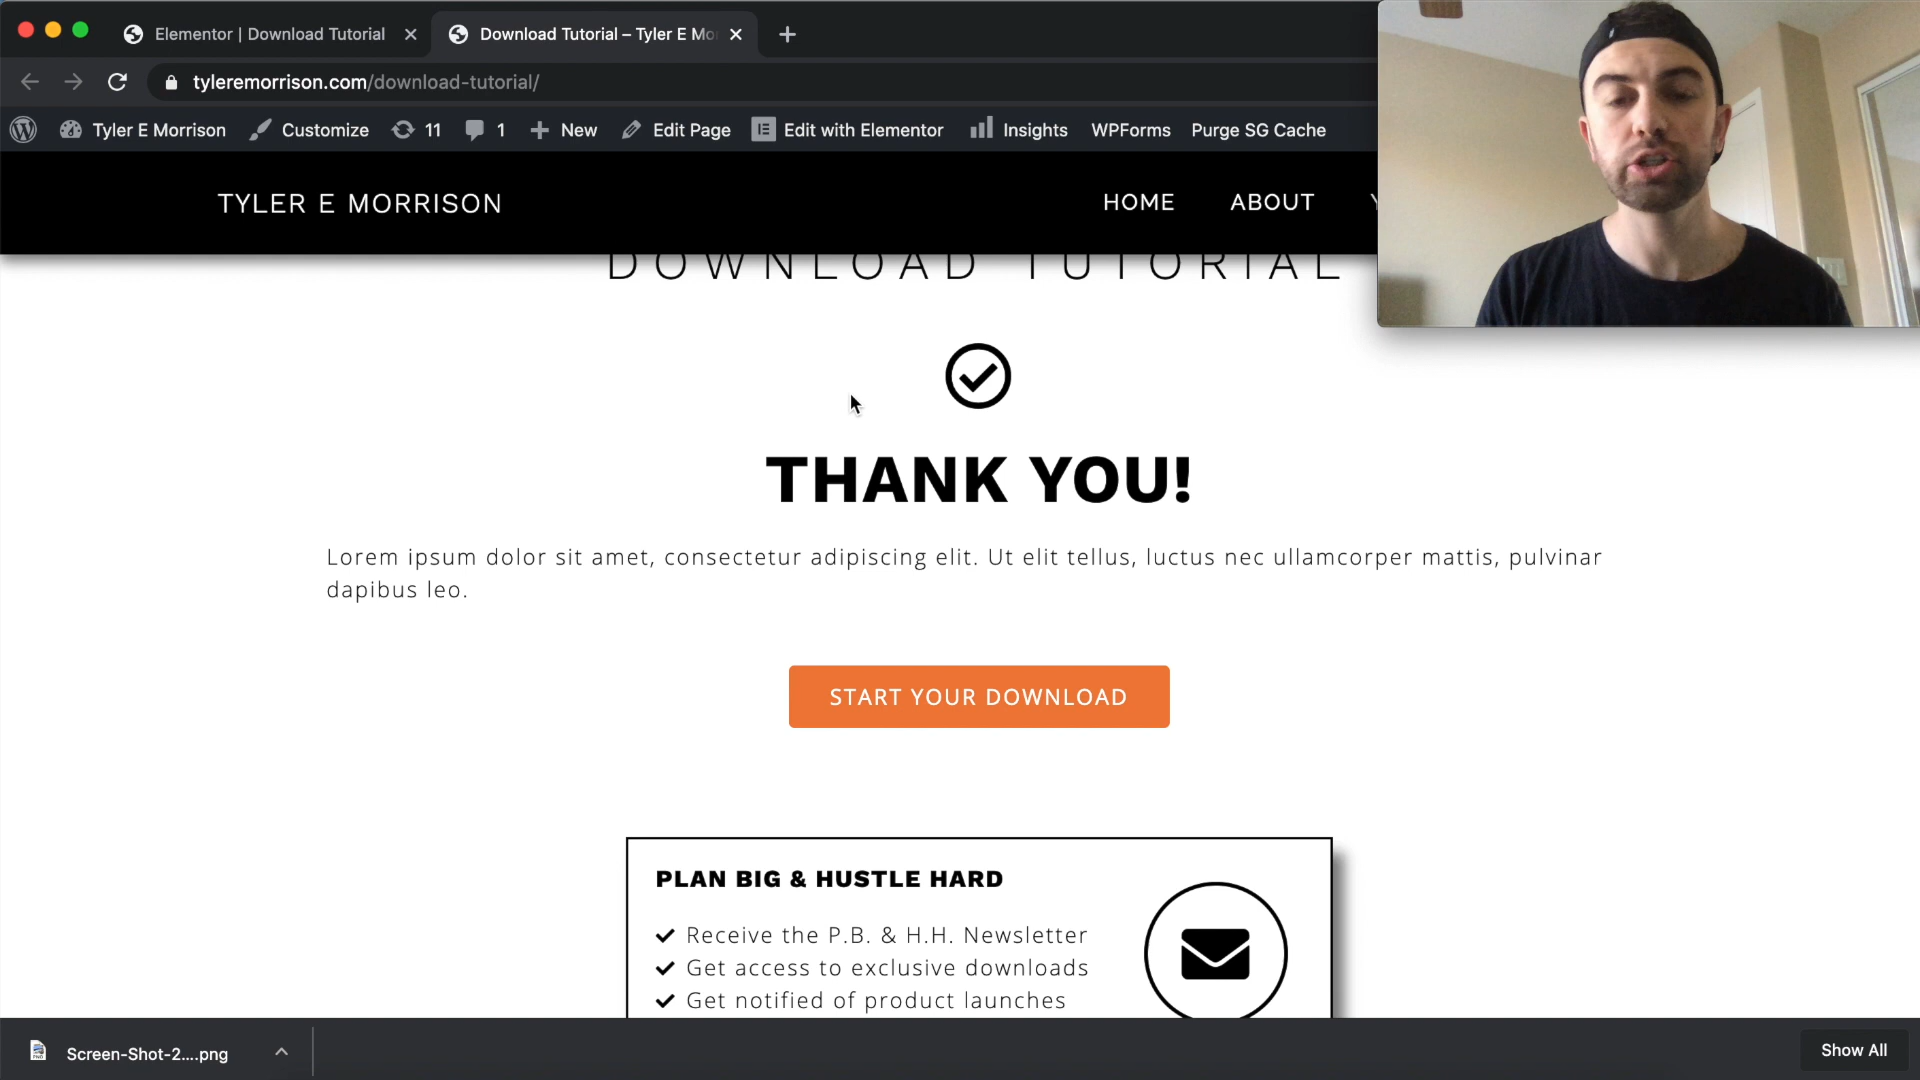 Elementor | Download Tutorial
Download Tutorial – Tyler E Mo
tyleremorrison.com/download-tutorial/
Tyler E Morrison Customize 11 1 New Edit Page Edit with Elementor Insights WPForms Purge SG Cache
TYLER E MORRISON
HOME ABOUT
DOWNLOAD TUTORIAL
THANK YOU!
Lorem ipsum dolor sit amet, consectetur adipiscing elit. Ut elit tellus, luctus nec ullamcorper mattis, pulvinar
dapibus leo.
START YOUR DOWNLOAD
PLAN BIG & HUSTLE HARD
Receive the P.B. & H.H. Newsletter
Get access to exclusive downloads
Get notified of product launches
Screen-Shot-2....png
Show All